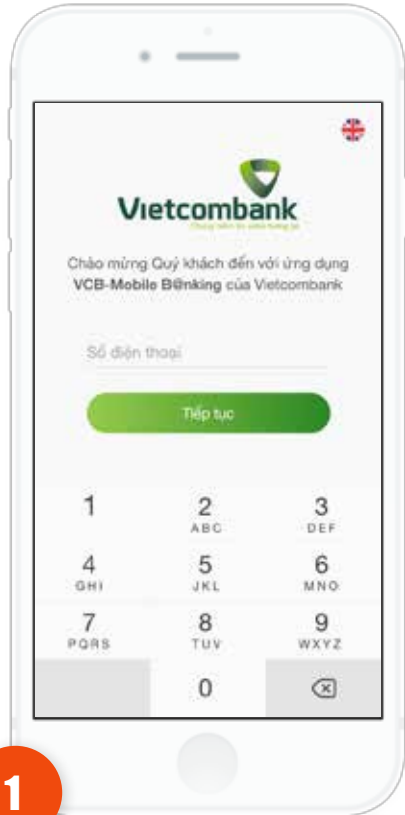 Vietcombank
Chào mừng Quý khách đến với ứng dụng
VCB-Mobile B@nking của Vietcombank
Số điện thoại
Tiếp tục
1 2 3
ABC DEF
4 5 6
GHI JKL MNO
7 8 9
PQRS TUV WXYZ
0
1